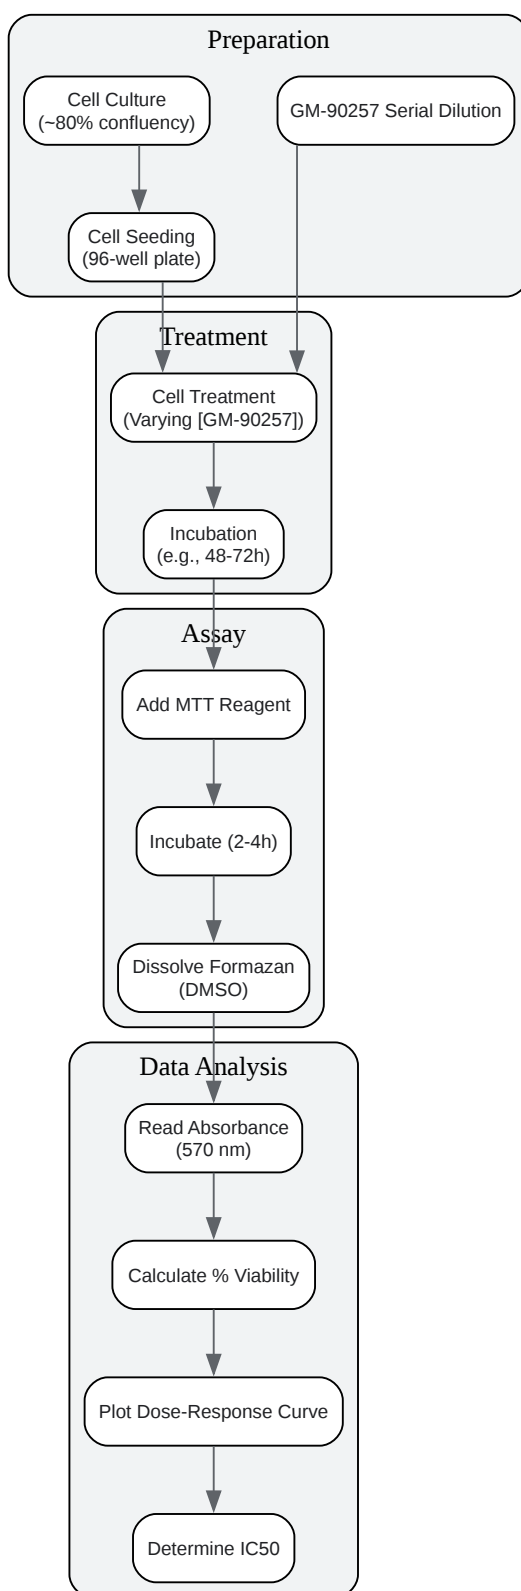 Preparation
Cell Culture
(~80% confluency)
GM-90257 Serial Dilution
Cell Seeding
(96-well plate)
Treatment
Cell Treatment
(Varying [GM-90257])
Incubation
(e.g., 48-72h)
Assay
Add MTT Reagent
Incubate (2-4h)
Dissolve Formazan
(DMSO)
Data Analysis
Read Absorbance
(570 nm)
Calculate % Viability
Plot Dose-Response Curve
Determine IC50